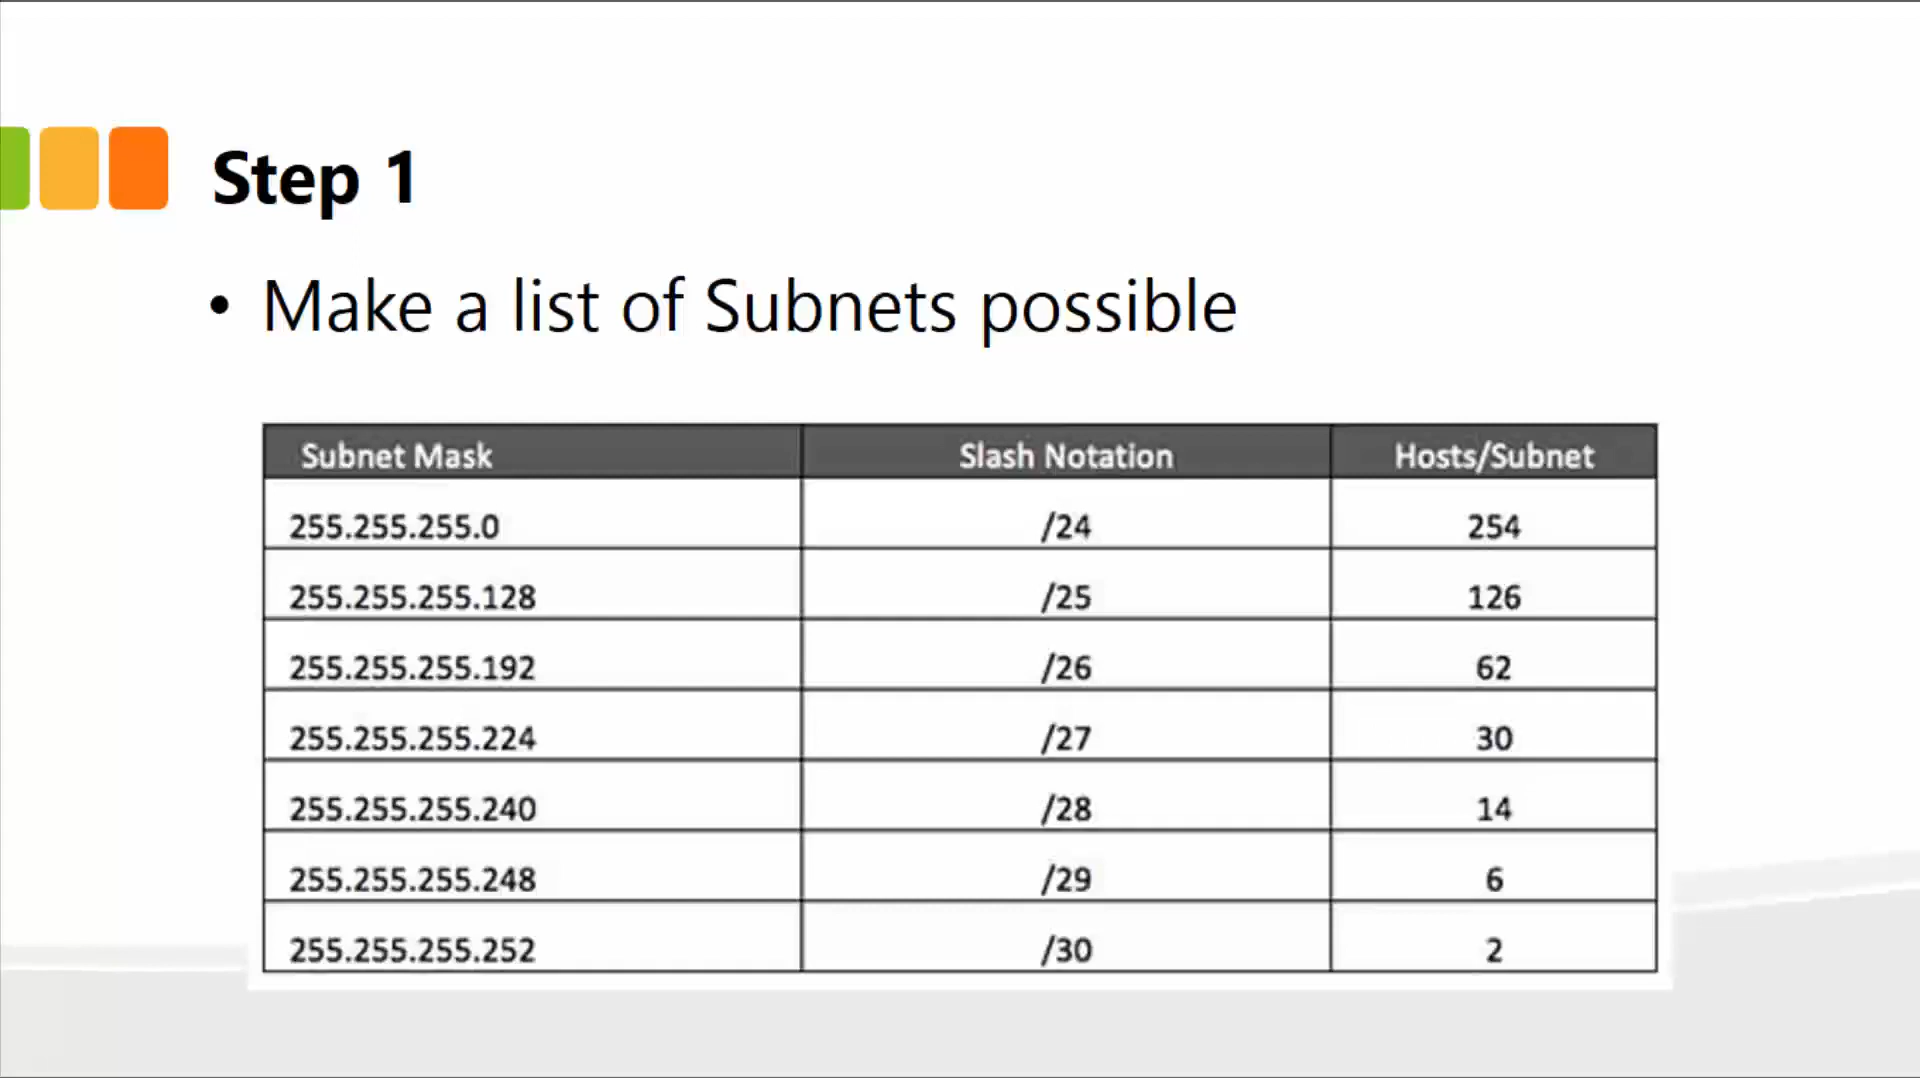 Step 1
• Make a list of Subnets possible
Subnet Mask Slash Notation Hosts/Subnet
255.255.255.0 /24 254
255.255.255.128 /25 126
255.255.255.192 /26 62
255.255.255.224 /27 30
255.255.255.240 /28 14
255.255.255.248 /29 6
255.255.255.252 /30 2